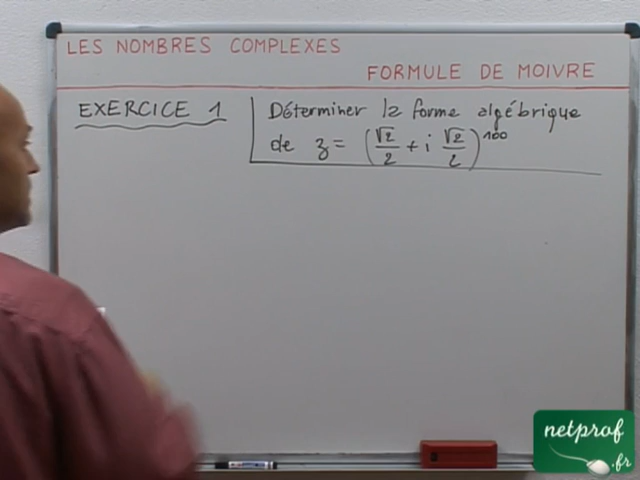 LES NOMBRES COMPLEXES
FORMULE DE MOIVRE
EXERCICE 1
Déterminer la forme algébrique
de z = (√2/2 + i √2/2)^100
netprof
.fr